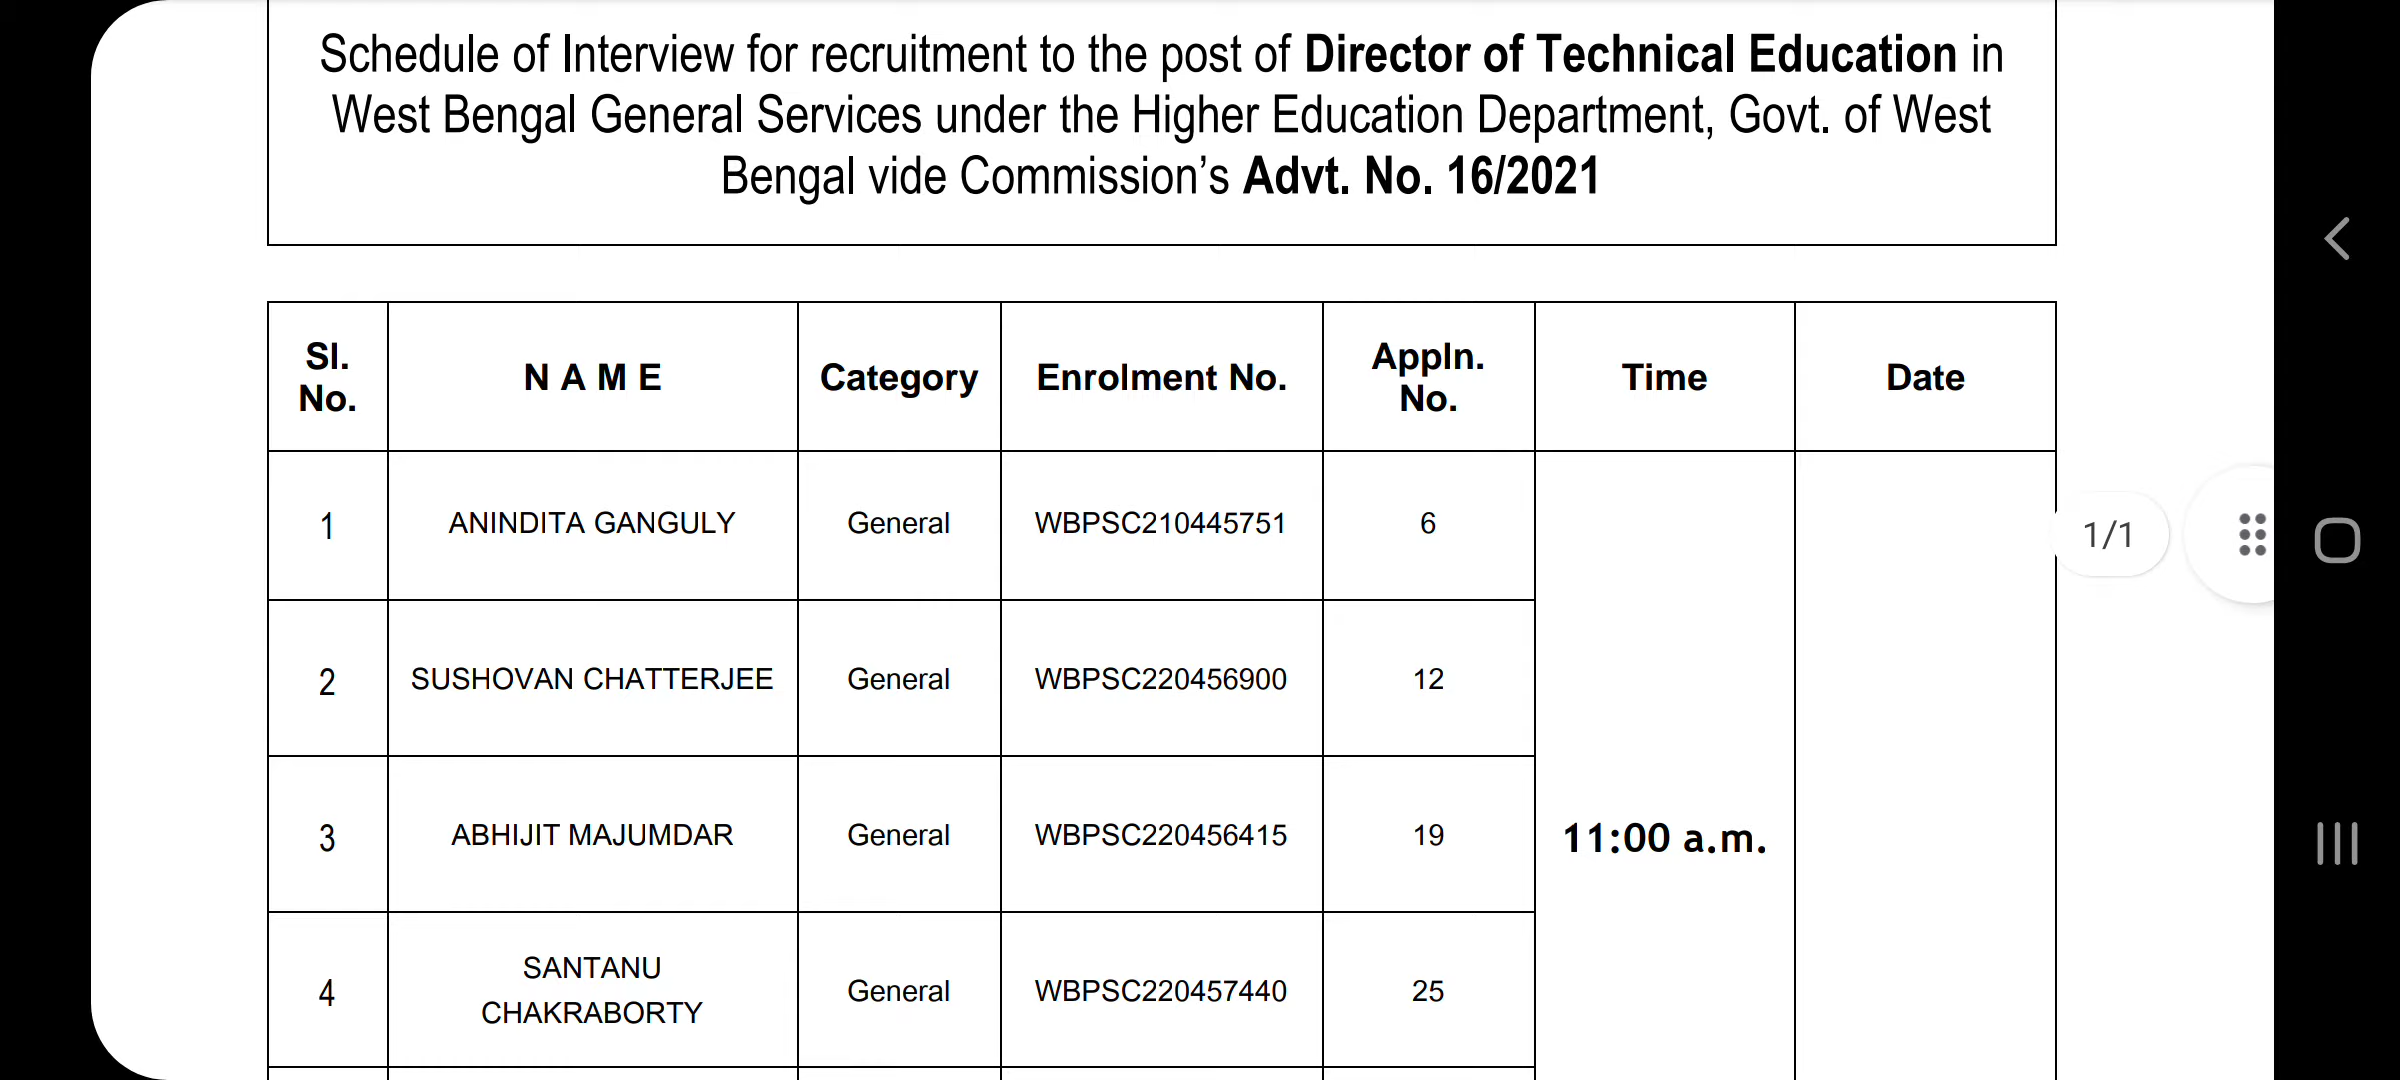 Schedule of Interview for recruitment to the post of Director of Technical Education in
West Bengal General Services under the Higher Education Department, Govt. of West
Bengal vide Commission’s Advt. No. 16/2021
Sl. No. NAME Category Enrolment No. Appln. No. Time Date
1 ANINDITA GANGULY General WBPSC210445751 6
1/1
2 SUSHOVAN CHATTERJEE General WBPSC220456900 12
3 ABHIJIT MAJUMDAR General WBPSC220456415 19 11:00 a.m.
4 SANTANU CHAKRABORTY General WBPSC220457440 25